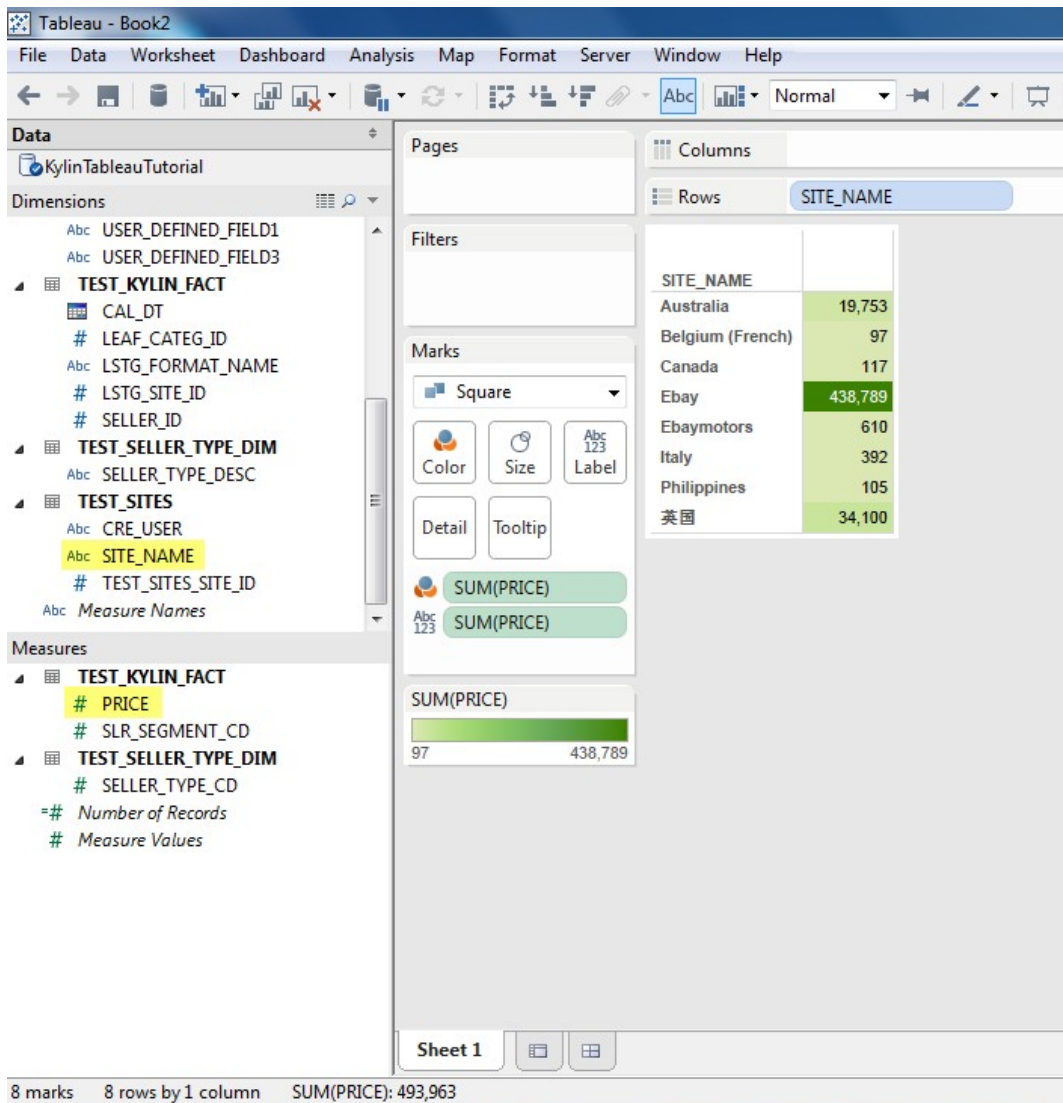 Tableau - Book2
File Data Worksheet Dashboard Analysis Map Format Server Window Help
Abc Normal
Data
KylinTableauTutorial
Dimensions
Abc USER_DEFINED_FIELD1
Abc USER_DEFINED_FIELD3
TEST_KYLIN_FACT
CAL_DT
# LEAF_CATEG_ID
Abc LSTG_FORMAT_NAME
# LSTG_SITE_ID
# SELLER_ID
TEST_SELLER_TYPE_DIM
Abc SELLER_TYPE_DESC
TEST_SITES
Abc CRE_USER
Abc SITE_NAME
# TEST_SITES_SITE_ID
Abc Measure Names
Measures
TEST_KYLIN_FACT
# PRICE
# SLR_SEGMENT_CD
TEST_SELLER_TYPE_DIM
# SELLER_TYPE_CD
=# Number of Records
# Measure Values
Pages
Filters
Marks
Square
Color Size Abc 123 Label
Detail Tooltip
SUM(PRICE)
Abc 123 SUM(PRICE)
SUM(PRICE)
97 438,789
Columns
Rows SITE_NAME
SITE_NAME
Australia 19,753
Belgium (French) 97
Canada 117
Ebay 438,789
Ebaymotors 610
Italy 392
Philippines 105
英国 34,100
Sheet 1
8 marks 8 rows by 1 column SUM(PRICE): 493,963